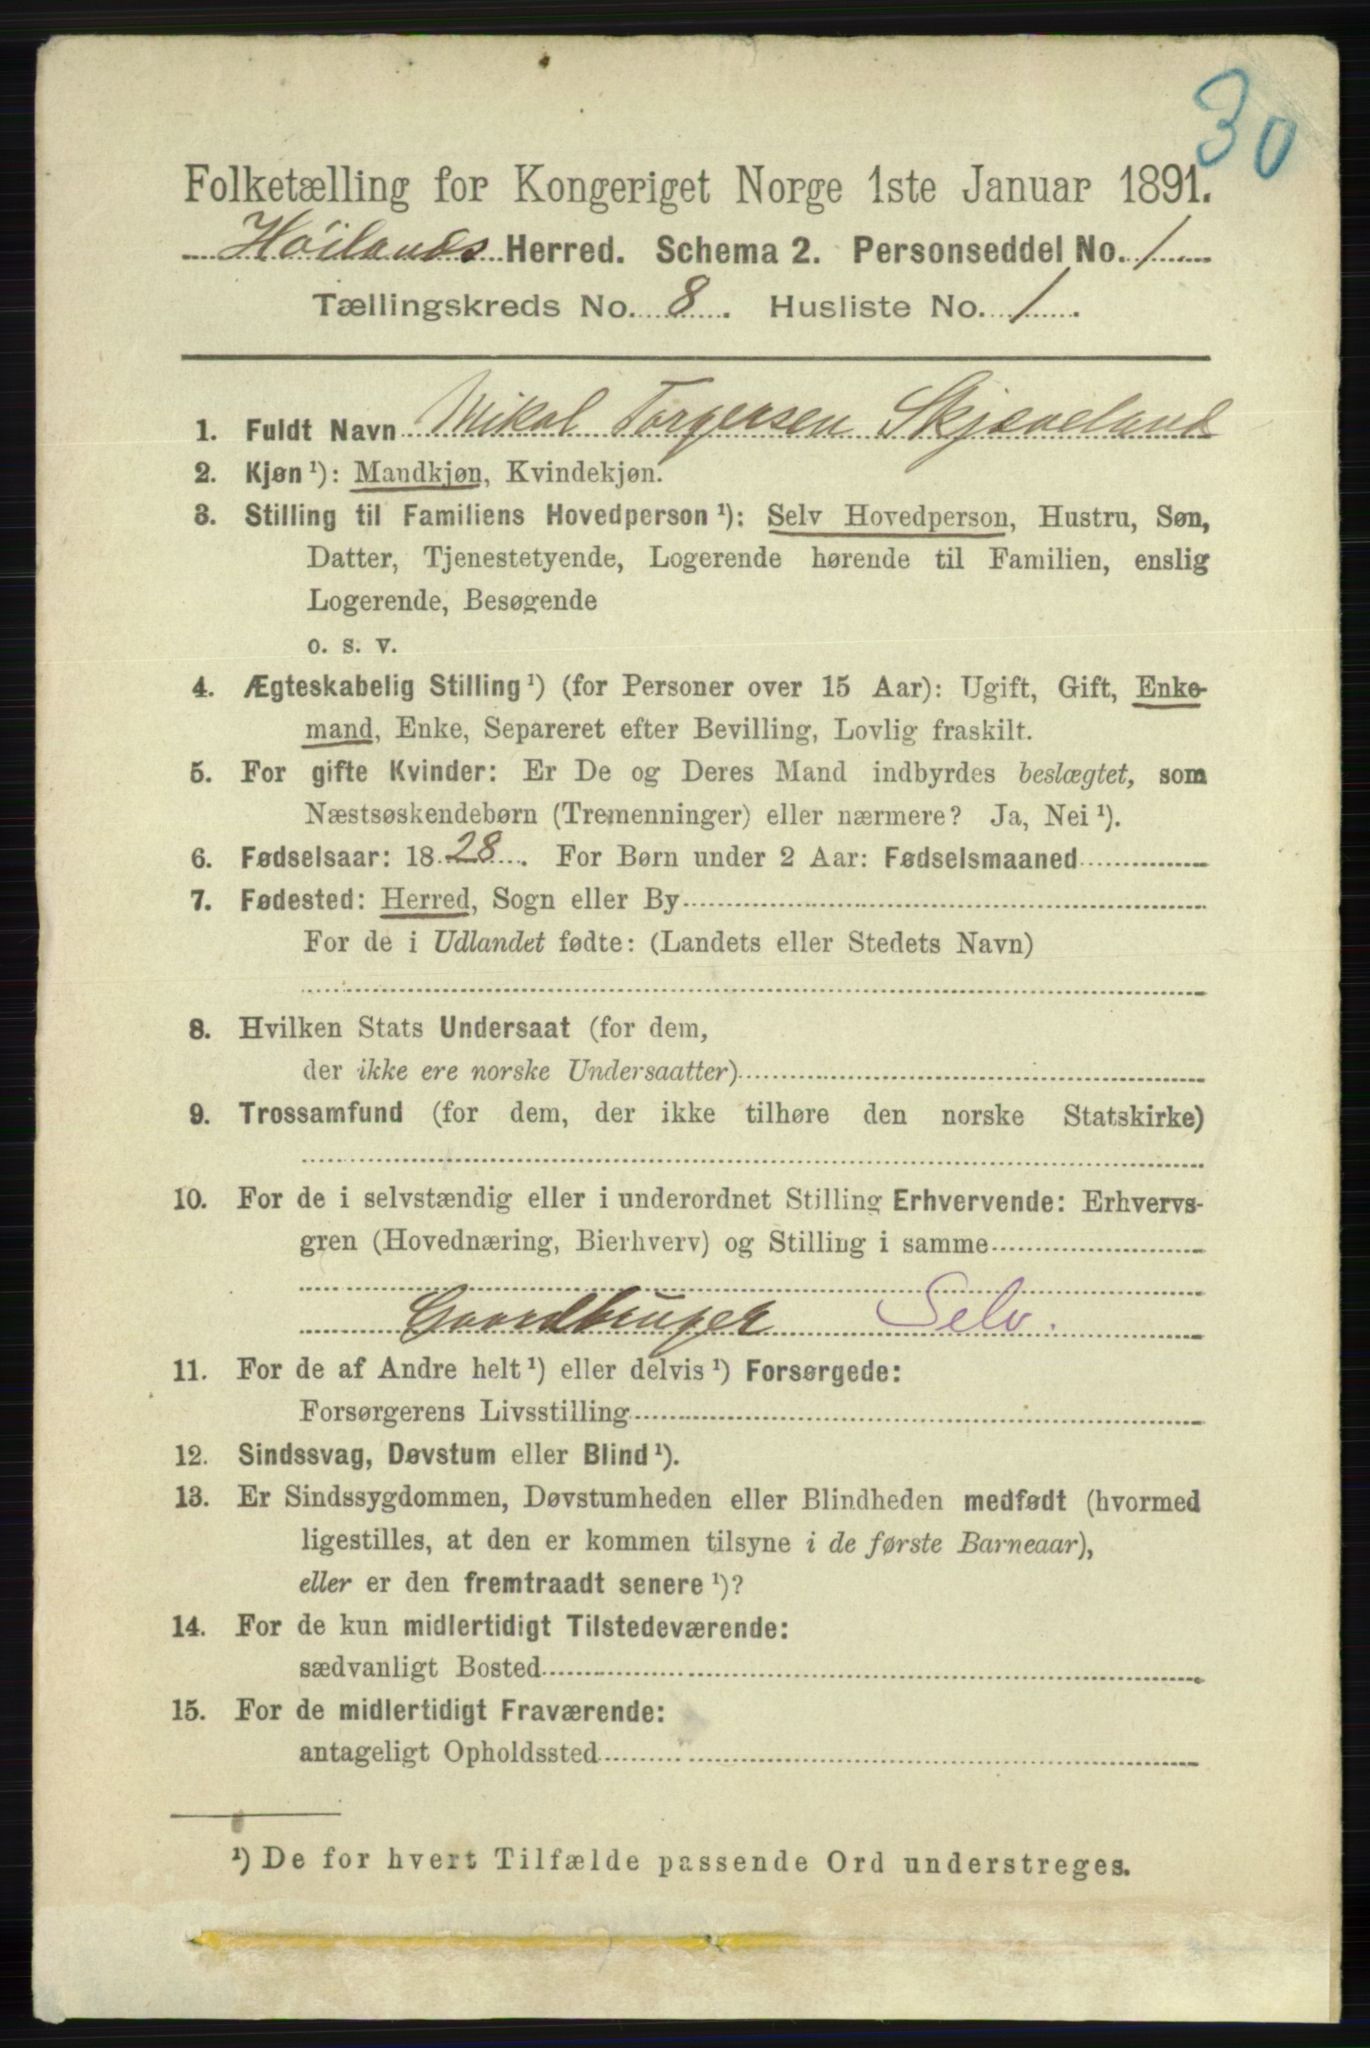 30
Folketælling for Kongeriget Norge 1ste Januar 1891.
Høilands Herred. Schema 2. Personseddel No. 1
Tællingskreds No. 8. Husliste No. 1.
1. Fuldt Navn Mikal Torgersen Skjæveland
2. Kjøn ¹): Mandkjøn, Kvindekjøn.
3. Stilling til Familiens Hovedperson ¹): Selv Hovedperson, Hustru, Søn,
Datter, Tjenestetyende, Logerende hørende til Familien, enslig
Logerende, Besøgende
o. s. v.
4. Ægteskabelig Stilling ¹) (for Personer over 15 Aar): Ugift, Gift, Enke-
mand, Enke, Separeret efter Bevilling, Lovlig fraskilt.
5. For gifte Kvinder: Er De og Deres Mand indbyrdes beslægtet, som
Næstsøskendebørn (Tremenninger) eller nærmere? Ja, Nei ¹).
6. Fødselsaar: 1828. For Børn under 2 Aar: Fødselsmaaned
7. Fødested: Herred, Sogn eller By
For de i Udlandet fødte: (Landets eller Stedets Navn)
8. Hvilken Stats Undersaat (for dem,
der ikke ere norske Undersaatter)
9. Trossamfund (for dem, der ikke tilhøre den norske Statskirke)
10. For de i selvstændig eller i underordnet Stilling Erhvervende: Erhvervs-
gren (Hovednæring, Bierhverv) og Stilling i samme
Gaardbruger Selv.
11. For de af Andre helt ¹) eller delvis ¹) Forsørgede:
Forsørgerens Livsstilling
12. Sindssvag, Døvstum eller Blind ¹).
13. Er Sindssygdommen, Døvstumheden eller Blindheden medfødt (hvormed
ligestilles, at den er kommen tilsyne i de første Barneaar),
eller er den fremtraadt senere ¹)?
14. For de kun midlertidigt Tilstedeværende:
sædvanligt Bosted
15. For de midlertidigt Fraværende:
antageligt Opholdssted
¹) De for hvert Tilfælde passende Ord understreges.